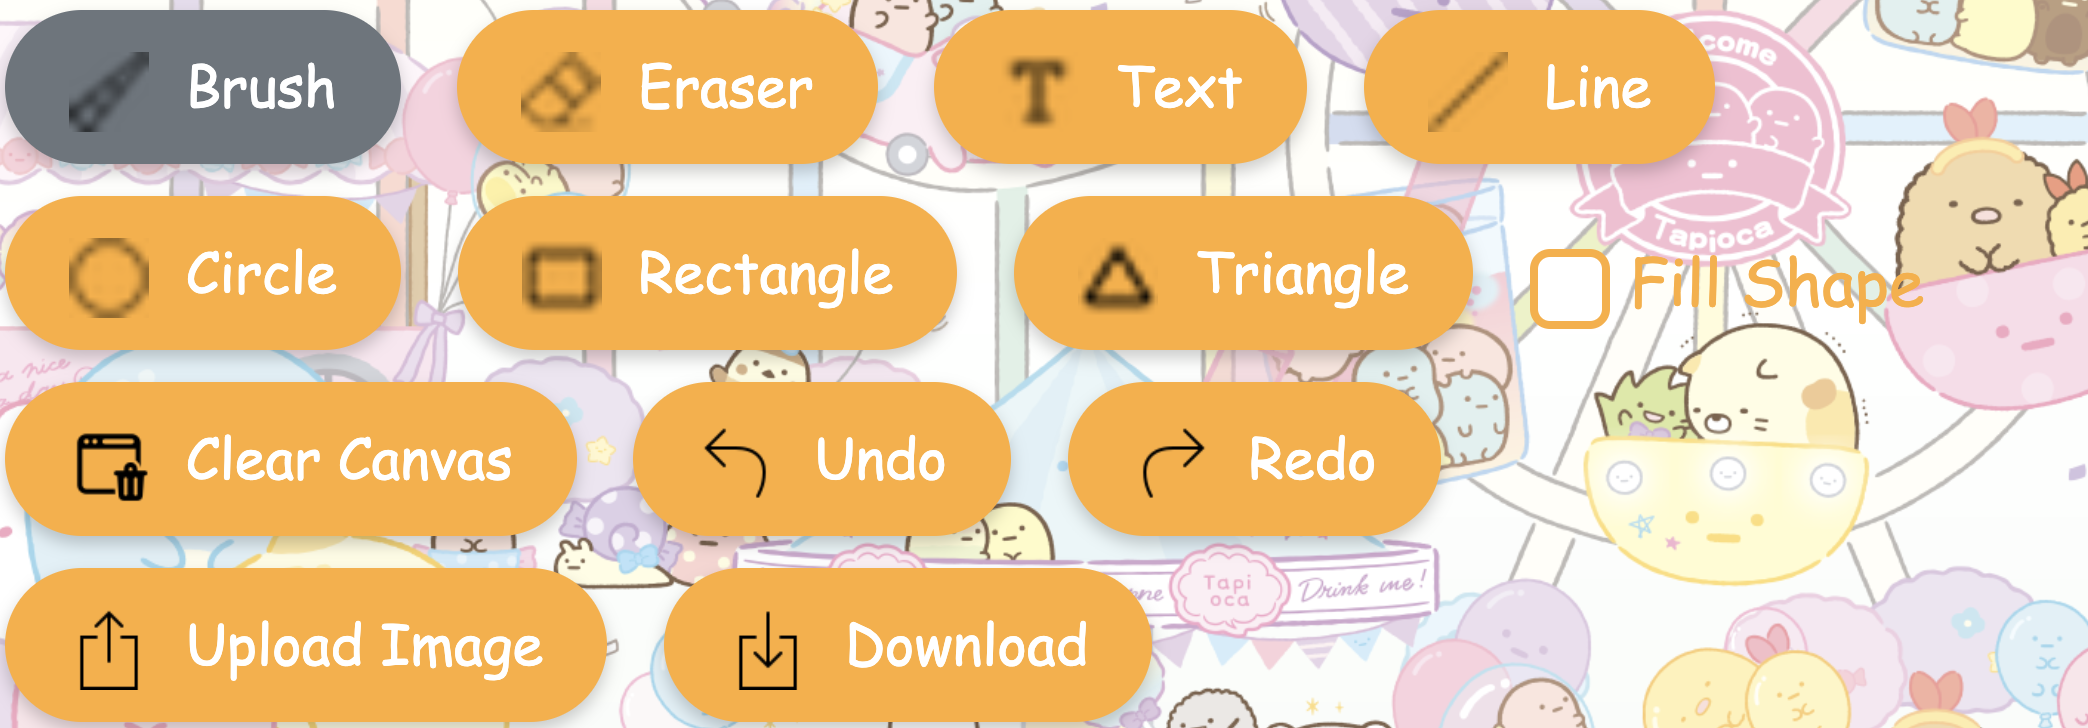 Brush
Eraser
Text
Line
come
Tapioca
Circle
Rectangle
Triangle
Fill Shape
nice
Clear Canvas
Undo
Redo
Tapi
oca
Drink me!
Upload Image
Download